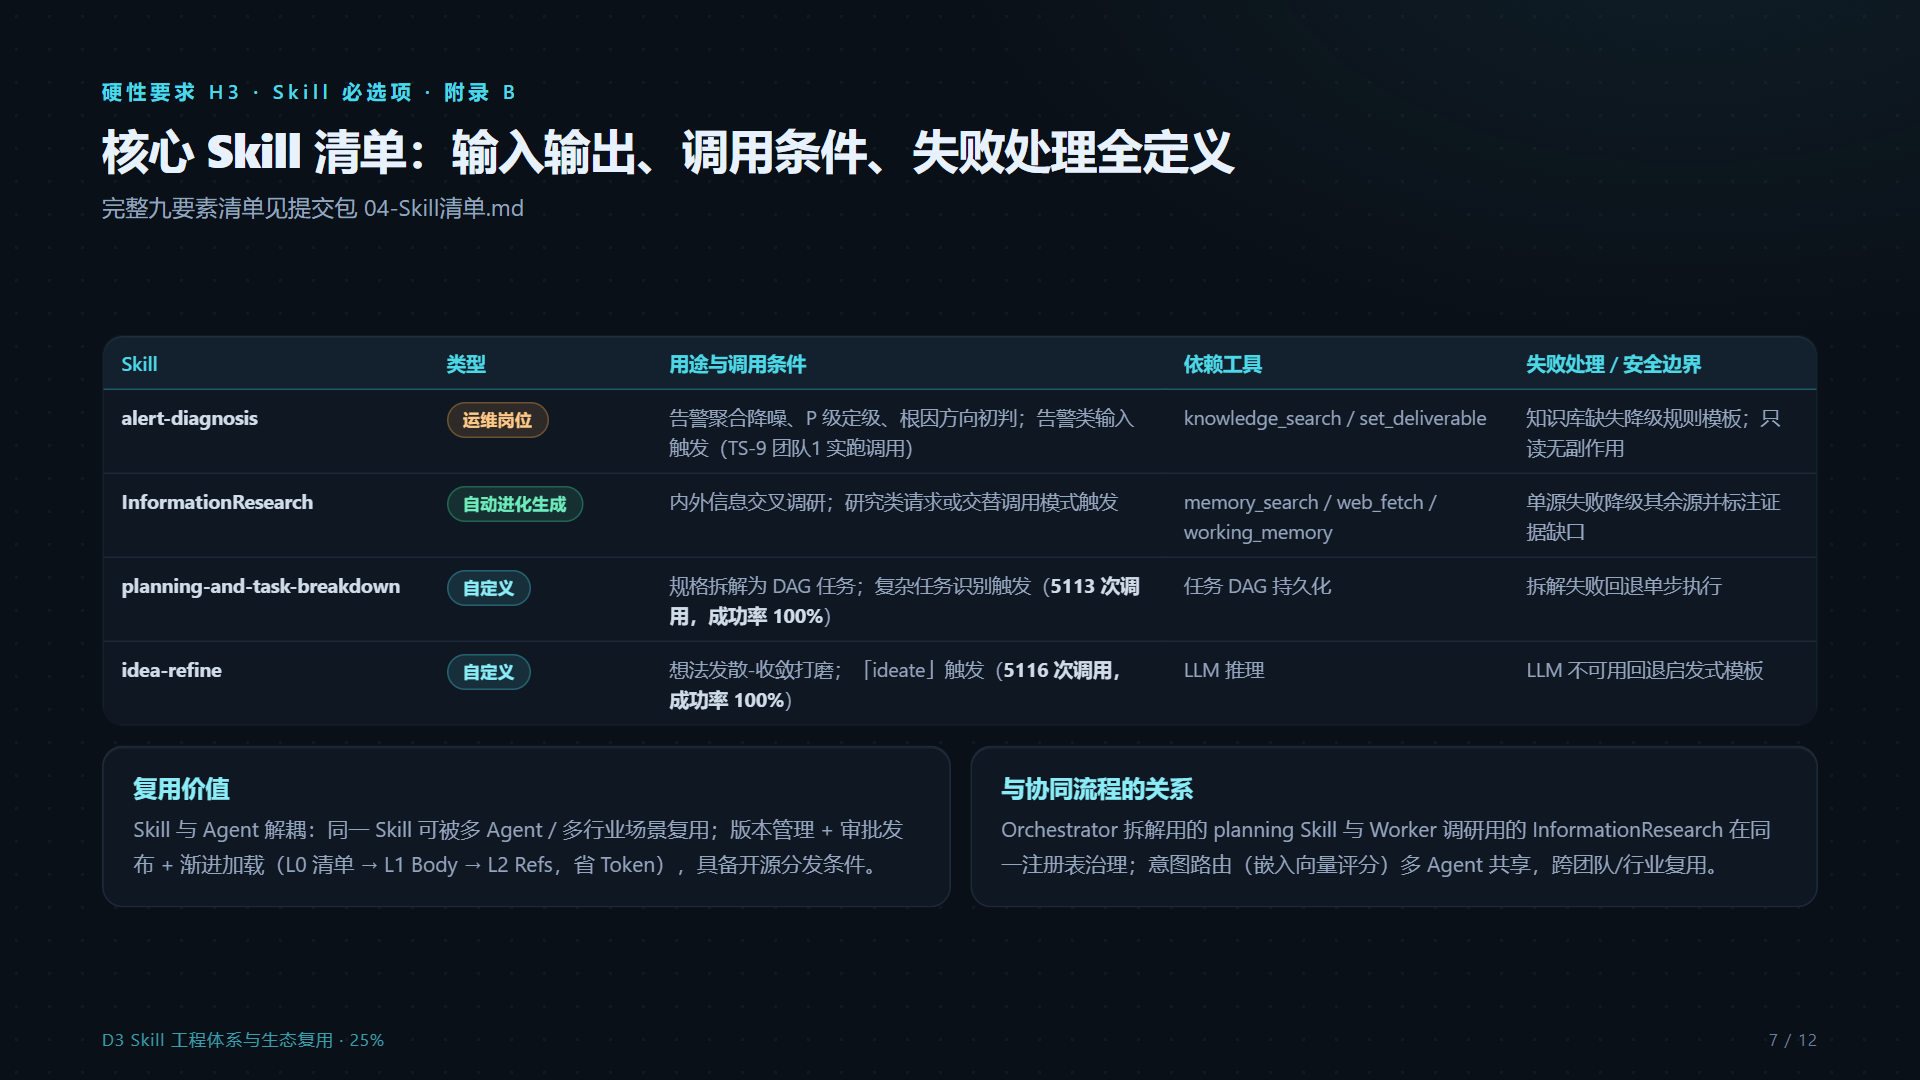 硬性要求 H3 · Skill 必选项 · 附录 B
核心 Skill 清单：输入输出、调用条件、失败处理全定义
完整九要素清单见提交包 04-Skill清单.md
Skill 类型 用途与调用条件 依赖工具 失败处理 / 安全边界
alert-diagnosis 运维岗位 告警聚合降噪、P 级定级、根因方向初判；告警类输入 knowledge_search / set_deliverable 知识库缺失降级规则模板；只
触发（TS-9 团队1 实跑调用） 读无副作用
InformationResearch 自动进化生成 内外信息交叉调研；研究类请求或交替调用模式触发 memory_search / web_fetch / 单源失败降级其余源并标注证
working_memory 据缺口
planning-and-task-breakdown 自定义 规格拆解为 DAG 任务；复杂任务识别触发（5113 次调 任务 DAG 持久化 拆解失败回退单步执行
用，成功率 100%）
idea-refine 自定义 想法发散-收敛打磨；「ideate」触发（5116 次调用， LLM 推理 LLM 不可用回退启发式模板
成功率 100%）
复用价值
Skill 与 Agent 解耦：同一 Skill 可被多 Agent / 多行业场景复用；版本管理 + 审批发
布 + 渐进加载（L0 清单 → L1 Body → L2 Refs，省 Token），具备开源分发条件。
与协同流程的关系
Orchestrator 拆解用的 planning Skill 与 Worker 调研用的 InformationResearch 在同
一注册表治理；意图路由（嵌入向量评分）多 Agent 共享，跨团队/行业复用。
D3 Skill 工程体系与生态复用 · 25%
7 / 12